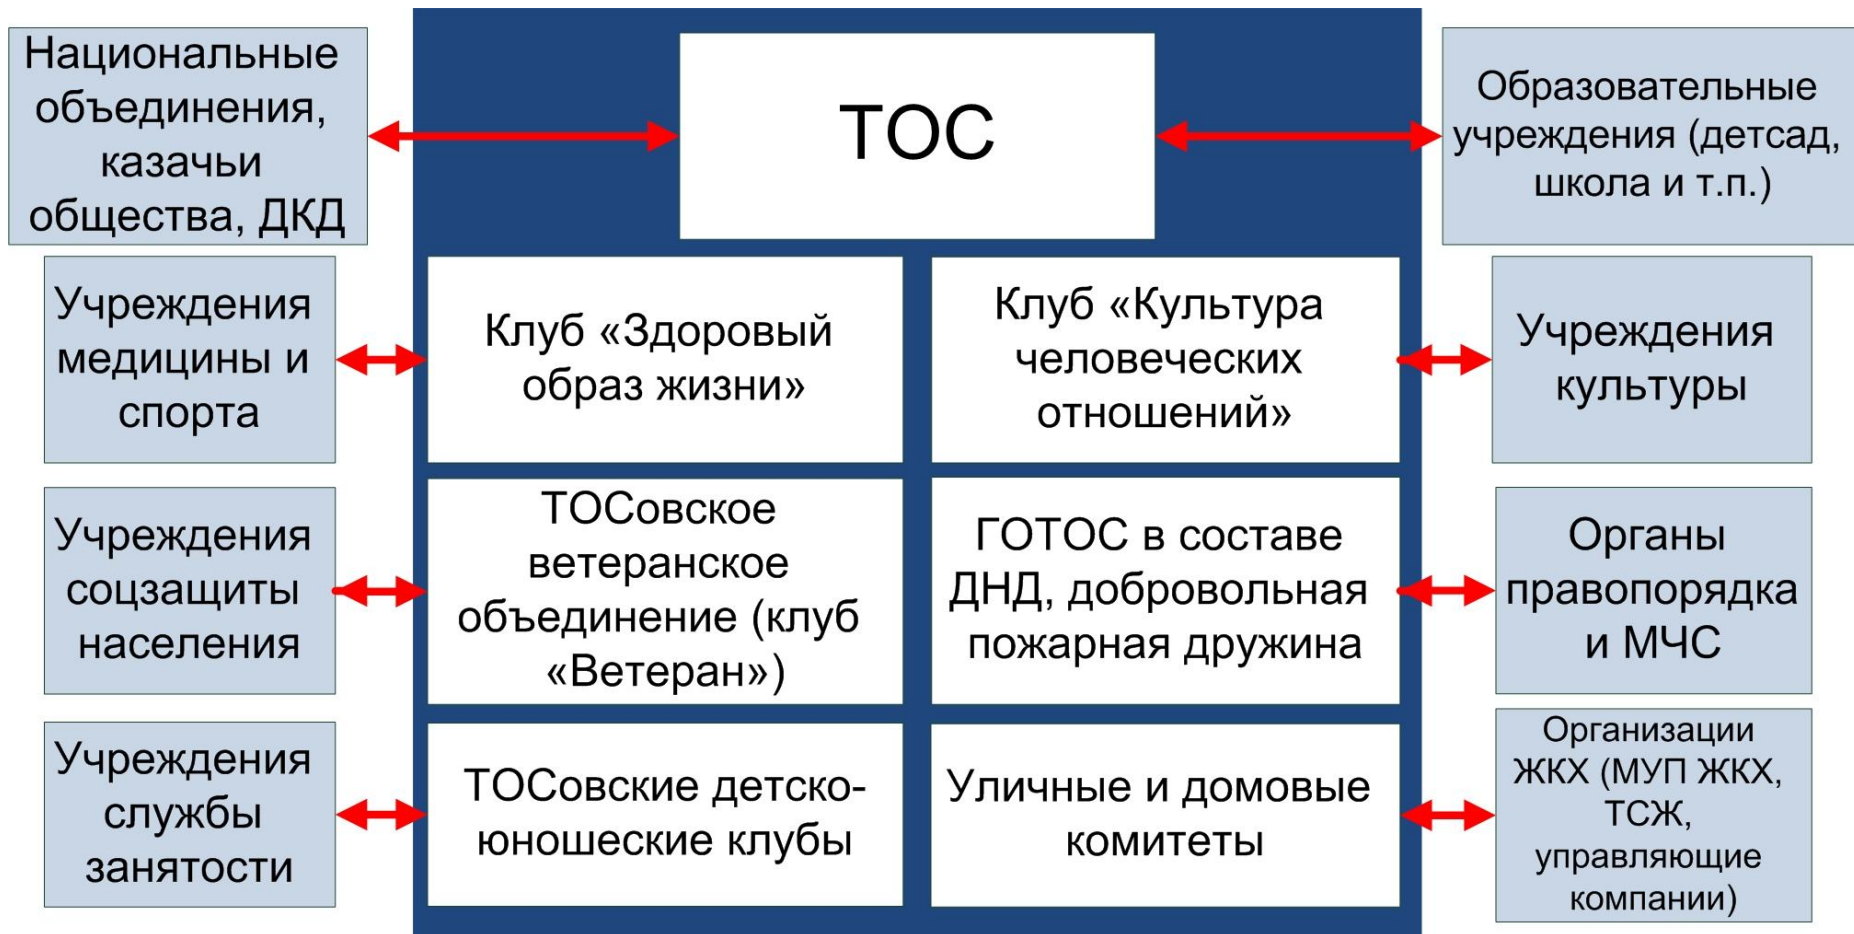 Национальные
объединения,
казачьи
общества, ДКД
ТОС
Образовательные
учреждения (детсад,
школа и т.п.)
Учреждения
медицины и
спорта
Клуб «Здоровый
образ жизни»
Клуб «Культура
человеческих
отношений»
Учреждения
культуры
Учреждения
соцзащиты
населения
ТОСовское
ветеранское
объединение (клуб
«Ветеран»)
ГОТОС в составе
ДНД, добровольная
пожарная дружина
Органы
правопорядка
и МЧС
Учреждения
службы
занятости
ТОСовские детско-
юношеские клубы
Уличные и домовые
комитеты
Организации
ЖКХ (МУП ЖКХ,
ТСЖ,
управляющие
компании)